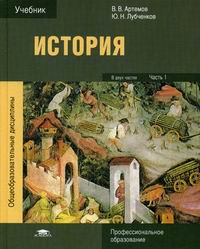 Учебник
В. В. Артемов
Ю. Н. Лубченков
ИСТОРИЯ
В двух частях
Часть 1
Общеобразовательные дисциплины
Профессиональное
образование